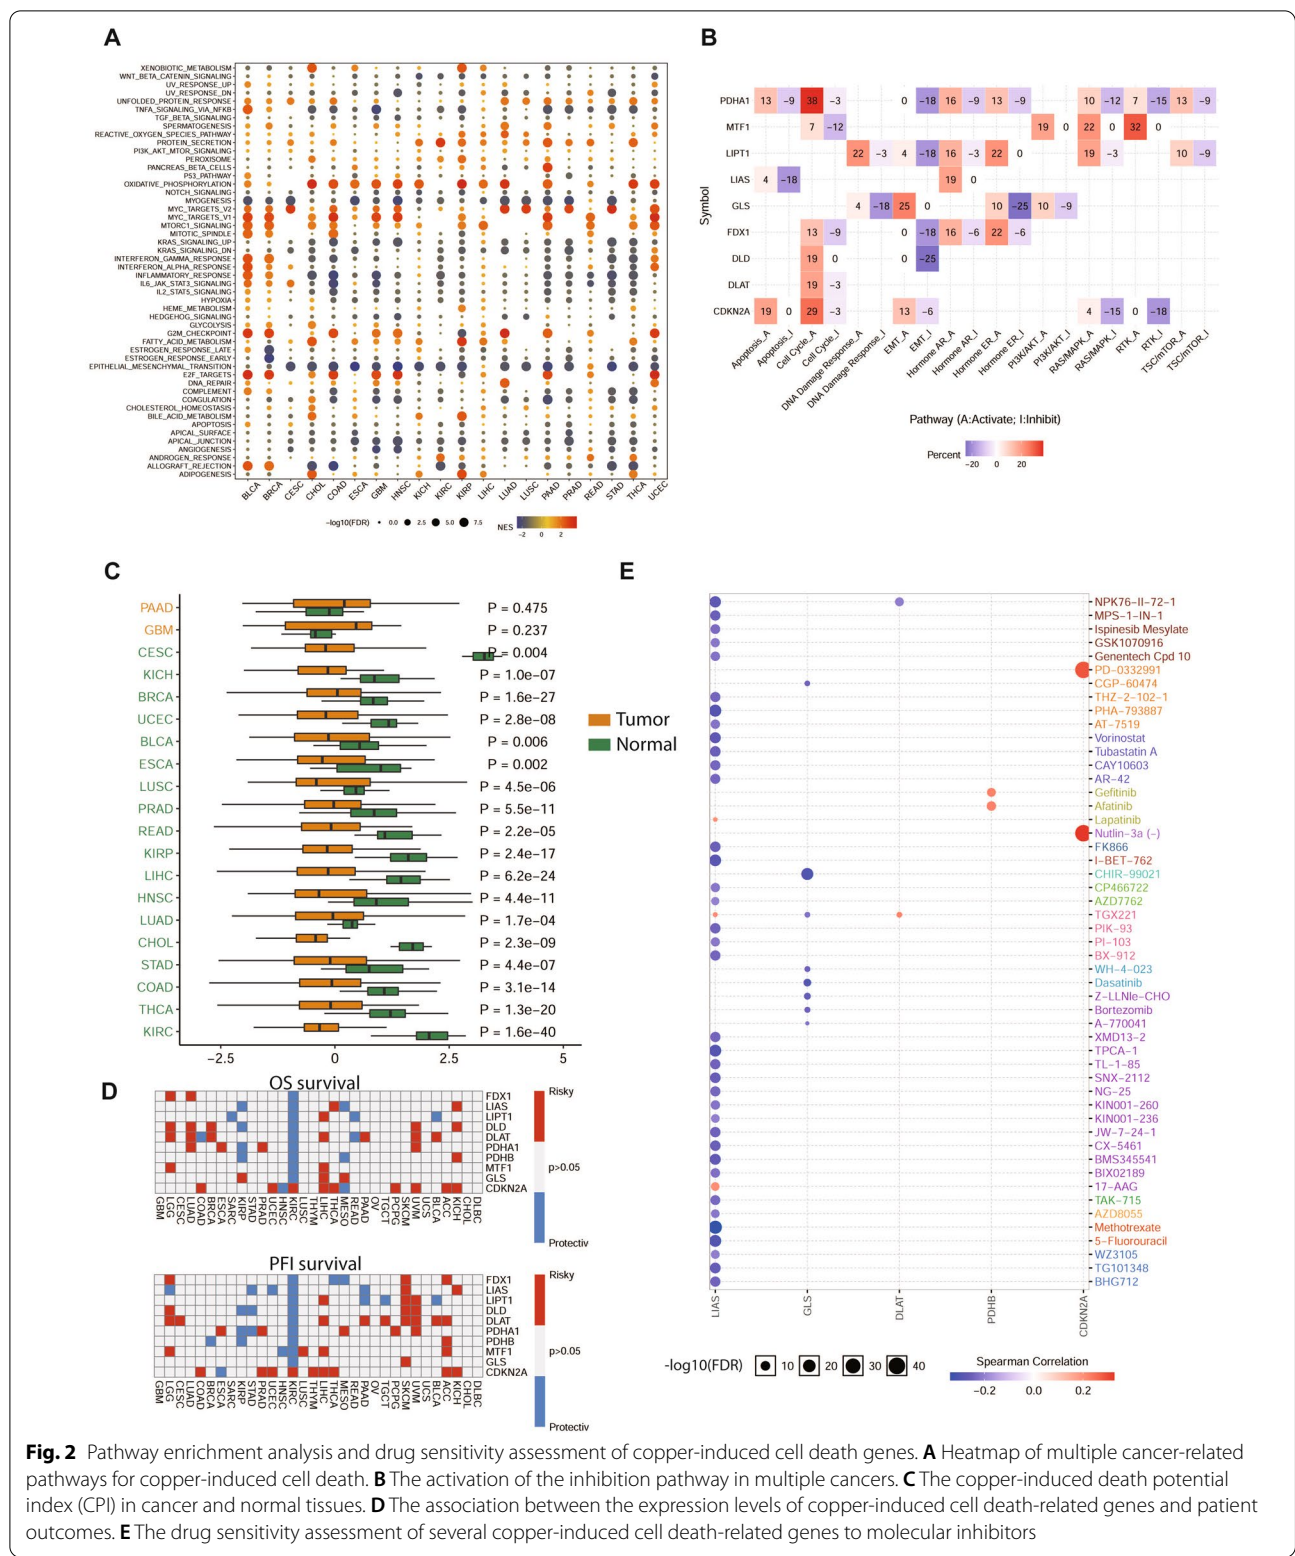 A
XENOBIOTIC_METABOLISM
WNT_BETA_CATENIN_SIGNALING
UV_RESPONSE_UP
UV_RESPONSE_DN
UNFOLDED_PROTEIN_RESPONSE
TNFA_SIGNALING_VIA_NFKB
TGF_BETA_SIGNALING
SPERMATOGENESIS
REACTIVE_OXYGEN_SPECIES_PATHWAY
PROTEIN_SECRETION
PI3K_AKT_MTOR_SIGNALING
PEROXISOME
PANCREAS_BETA_CELLS
P53_PATHWAY
OXIDATIVE_PHOSPHORYLATION
NOTCH_SIGNALING
MYOGENESIS
MYC_TARGETS_V2
MYC_TARGETS_V1
MTORC1_SIGNALING
MITOTIC_SPINDLE
KRAS_SIGNALING_UP
KRAS_SIGNALING_DN
INTERFERON_GAMMA_RESPONSE
INTERFERON_ALPHA_RESPONSE
INFLAMMATORY_RESPONSE
IL6_JAK_STAT3_SIGNALING
IL2_STAT5_SIGNALING
HYPOXIA
HEME_METABOLISM
HEDGEHOG_SIGNALING
GLYCOLYSIS
G2M_CHECKPOINT
FATTY_ACID_METABOLISM
ESTROGEN_RESPONSE_LATE
ESTROGEN_RESPONSE_EARLY
EPITHELIAL_MESENCHYMAL_TRANSITION
E2F_TARGETS
DNA_REPAIR
COMPLEMENT
COAGULATION
CHOLESTEROL_HOMEOSTASIS
BILE_ACID_METABOLISM
APOPTOSIS
APICAL_SURFACE
APICAL_JUNCTION
ANGIOGENESIS
ANDROGEN_RESPONSE
ALLOGRAFT_REJECTION
ADIPOGENESIS
BLCA BRCA CESC CHOL COAD ESCA GBM HNSC KICH KIRC KIRP LIHC LUAD LUSC PAAD PRAD READ STAD THCA UCEC
-log10(FDR) 0.0 2.5 5.0 7.5 NES -2 0 2
B
Symbol
PDHA1 13 -9 38 -3 0 -18 16 -9 13 -9 10 -12 7 -15 13 -9
MTF1 7 -12 19 0 22 0 32 0
LIPT1 22 -3 4 -18 16 -3 22 0 19 -3 10 -9
LIAS 4 -18 19 0
GLS 4 -18 25 0 10 -25 10 -9
FDX1 13 -9 -18 16 -6 22 -6
DLD 19 0 -25
DLAT 19 -3
CDKN2A 19 0 29 -3 13 -6 4 -15 0 -18
Apoptosis_A Apoptosis_I Cell Cycle_A Cell Cycle_I DNA Damage Response_A DNA Damage Response_I EMT_A EMT_I Hormone AR_A Hormone AR_I Hormone ER_A Hormone ER_I PI3K/AKT_A PI3K/AKT_I RAS/MAPK_A RAS/MAPK_I RTK_A RTK_I TSC/mTOR_A TSC/mTOR_I
Pathway (A:Activate; I:Inhibit)
Percent -20 0 20
C
PAAD P = 0.475
GBM P = 0.237
CESC P = 0.004
KICH P = 1.0e-07
BRCA P = 1.6e-27
UCEC P = 2.8e-08
BLCA P = 0.006
ESCA P = 0.002
LUSC P = 4.5e-06
PRAD P = 5.5e-11
READ P = 2.2e-05
KIRP P = 2.4e-17
LIHC P = 6.2e-24
HNSC P = 4.4e-11
LUAD P = 1.7e-04
CHOL P = 2.3e-09
STAD P = 4.4e-07
COAD P = 3.1e-14
THCA P = 1.3e-20
KIRC P = 1.6e-40
-2.5 0 2.5 5
Tumor
Normal
D
OS survival
FDX1
LIAS
LIPT1
DLD
DLAT
PDHA1
PDHB
MTF1
GLS
CDKN2A
GBM LGG CESC LUAD COAD BRCA ESCA SARC KIRP STAD PRAD UCEC HNSC KIRC LUSC THYM LIHC THCA MESO READ PAAD OV TGCT PCPG SKCM UVM UCS BLCA ACC KICH CHOL DLBC
Risky
p>0.05
Protectiv
PFI survival
FDX1
LIAS
LIPT1
DLD
DLAT
PDHA1
PDHB
MTF1
GLS
CDKN2A
GBM LGG CESC LUAD COAD BRCA ESCA SARC KIRP STAD PRAD UCEC HNSC KIRC LUSC THYM LIHC THCA MESO READ PAAD OV TGCT PCPG SKCM UVM UCS BLCA ACC KICH CHOL DLBC
Risky
p>0.05
Protectiv
E
NPK76-II-72-1
MPS-1-IN-1
Ispinesib Mesylate
GSK1070916
Genentech Cpd 10
PD-0332991
CGP-60474
THZ-2-102-1
PHA-793887
AT-7519
Vorinostat
Tubastatin A
CAY10603
AR-42
Gefitinib
Afatinib
Lapatinib
Nutlin-3a (-)
FK866
I-BET-762
CHIR-99021
CP466722
AZD7762
TGX221
PIK-93
PI-103
BX-912
WH-4-023
Dasatinib
Z-LLNle-CHO
Bortezomib
A-770041
XMD13-2
TPCA-1
TL-1-85
SNX-2112
NG-25
KIN001-260
KIN001-236
JW-7-24-1
CX-5461
BMS345541
BIX02189
17-AAG
TAK-715
AZD8055
Methotrexate
5-Fluorouracil
WZ3105
TG101348
BHG712
LIAS GLS DLAT PDHB CDKN2A
-log10(FDR) 10 20 30 40
Spearman Correlation
-0.2 0.0 0.2
Fig. 2 Pathway enrichment analysis and drug sensitivity assessment of copper-induced cell death genes. A Heatmap of multiple cancer-related
pathways for copper-induced cell death. B The activation of the inhibition pathway in multiple cancers. C The copper-induced death potential
index (CPI) in cancer and normal tissues. D The association between the expression levels of copper-induced cell death-related genes and patient
outcomes. E The drug sensitivity assessment of several copper-induced cell death-related genes to molecular inhibitors